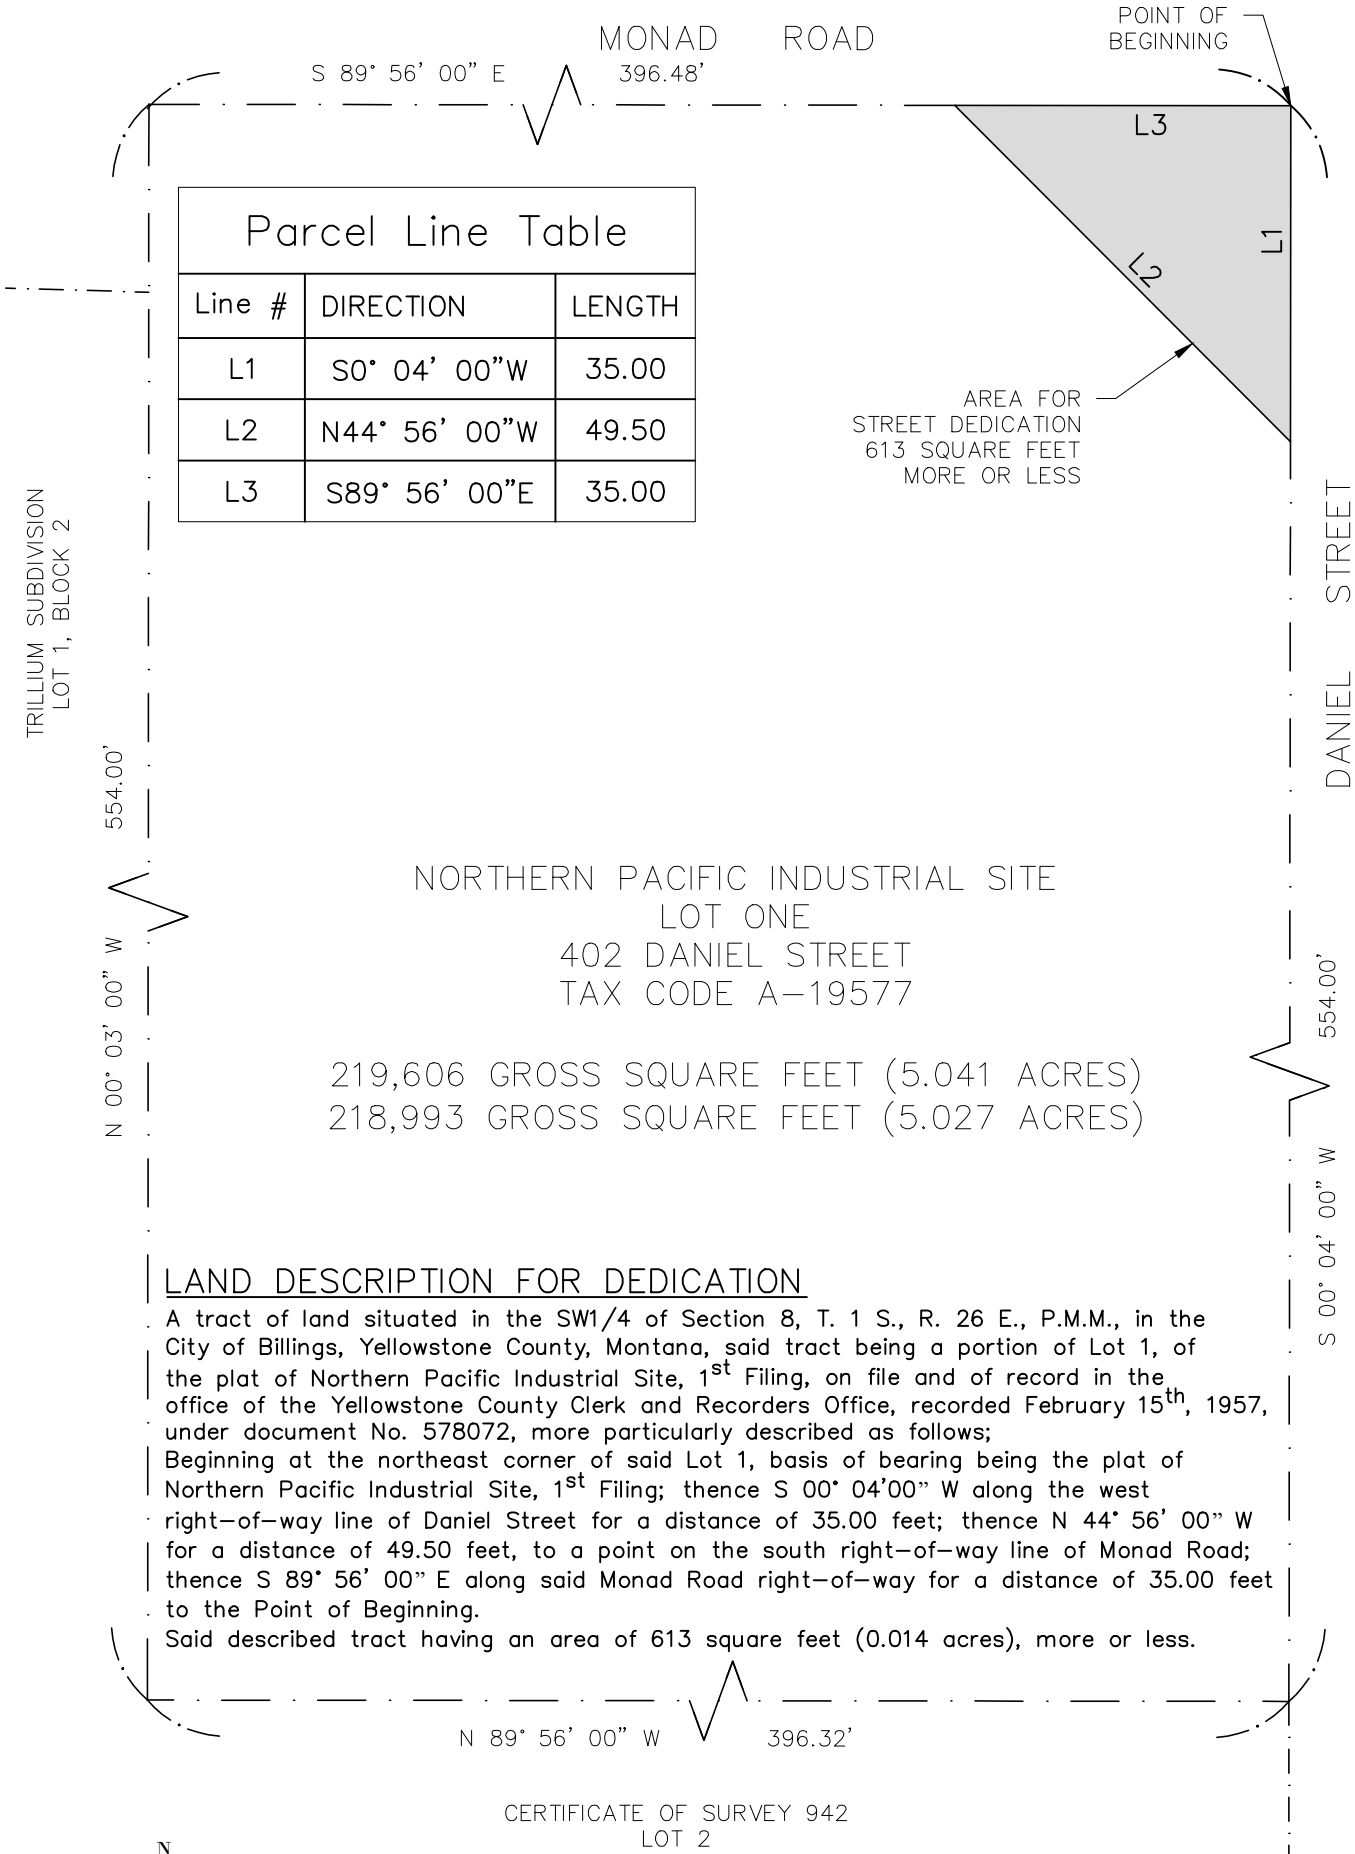 MONAD ROAD
S 89° 56' 00" E 396.48'
POINT OF
BEGINNING
L3
L1
L2
Parcel Line Table
Line # DIRECTION LENGTH
L1 S0° 04' 00"W 35.00
L2 N44° 56' 00"W 49.50
L3 S89° 56' 00"E 35.00
AREA FOR
STREET DEDICATION
613 SQUARE FEET
MORE OR LESS
TRILLIUM SUBDIVISION
LOT 1, BLOCK 2
DANIEL STREET
N 00° 03' 00" W 554.00'
NORTHERN PACIFIC INDUSTRIAL SITE
LOT ONE
402 DANIEL STREET
TAX CODE A-19577
219,606 GROSS SQUARE FEET (5.041 ACRES)
218,993 GROSS SQUARE FEET (5.027 ACRES)
S 00° 04' 00" W 554.00'
LAND DESCRIPTION FOR DEDICATION
A tract of land situated in the SW1/4 of Section 8, T. 1 S., R. 26 E., P.M.M., in the
City of Billings, Yellowstone County, Montana, said tract being a portion of Lot 1, of
the plat of Northern Pacific Industrial Site, 1st Filing, on file and of record in the
office of the Yellowstone County Clerk and Recorders Office, recorded February 15th, 1957,
under document No. 578072, more particularly described as follows;
Beginning at the northeast corner of said Lot 1, basis of bearing being the plat of
Northern Pacific Industrial Site, 1st Filing; thence S 00° 04'00" W along the west
right-of-way line of Daniel Street for a distance of 35.00 feet; thence N 44° 56' 00" W
for a distance of 49.50 feet, to a point on the south right-of-way line of Monad Road;
thence S 89° 56' 00" E along said Monad Road right-of-way for a distance of 35.00 feet
to the Point of Beginning.
Said described tract having an area of 613 square feet (0.014 acres), more or less.
N 89° 56' 00" W 396.32'
CERTIFICATE OF SURVEY 942
LOT 2
N